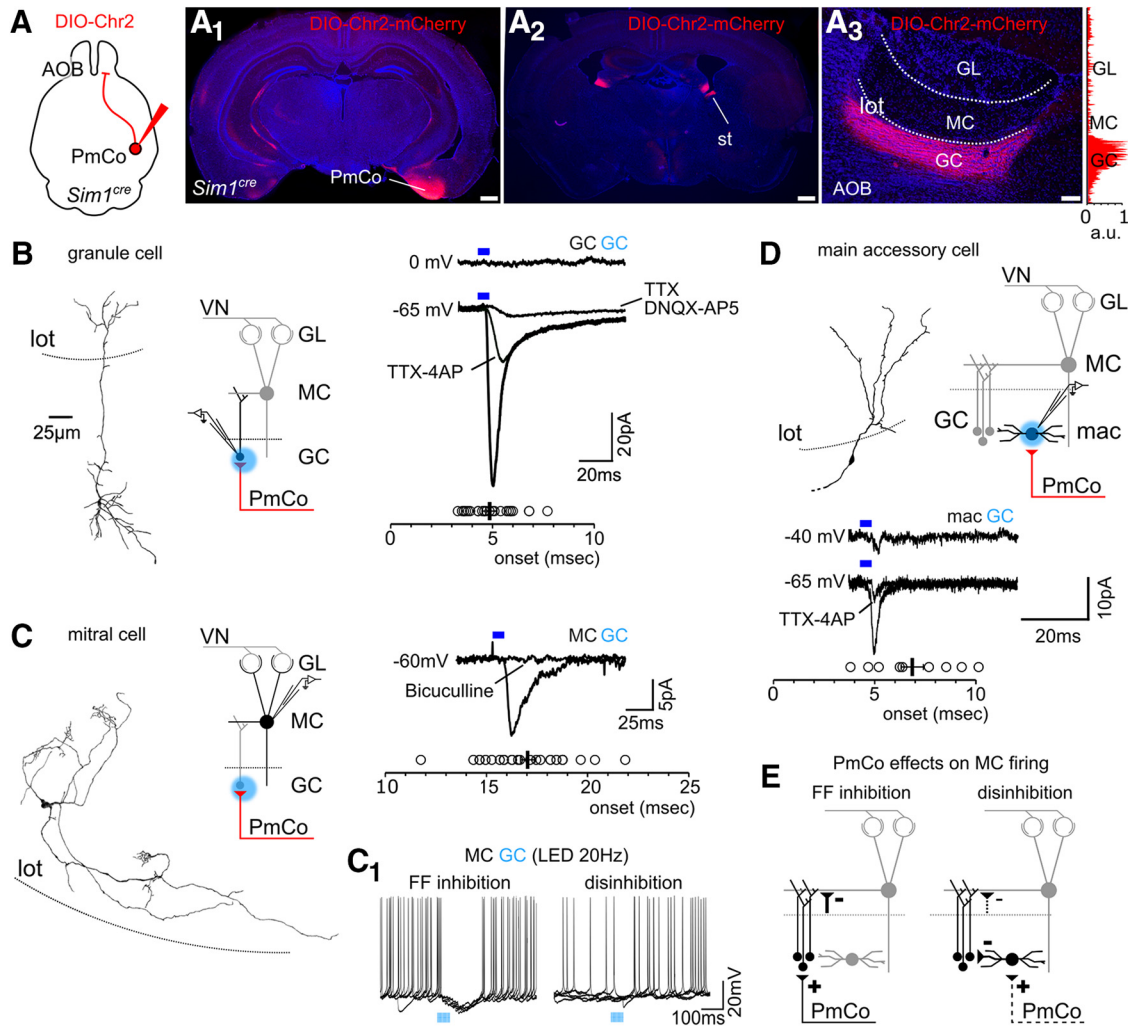 A
DIO-Chr2
AOB
PmCo
Sim1cre
A1
DIO-Chr2-mCherry
PmCo
Sim1cre
A2
DIO-Chr2-mCherry
st
A3
DIO-Chr2-mCherry
GL
lot
MC
GC
AOB
GL
MC
GC
0 1
a.u.
B
granule cell
lot
25µm
VN
GL
MC
GC
PmCo
GC GC
0 mV
-65 mV
TTX
DNQX-AP5
TTX-4AP
20pA
20ms
0 5 10
onset (msec)
C
mitral cell
lot
VN
GL
MC
GC
PmCo
MC GC
-60mV
Bicuculline
5pA
25ms
10 15 20 25
onset (msec)
C1
MC GC (LED 20Hz)
FF inhibition disinhibition
20mV
100ms
D
main accessory cell
lot
VN
GL
MC
GC
mac
PmCo
mac GC
-40 mV
-65 mV
TTX-4AP
10pA
20ms
0 5 10
onset (msec)
E
PmCo effects on MC firing
FF inhibition disinhibition
-
+
PmCo
-
-
+
PmCo